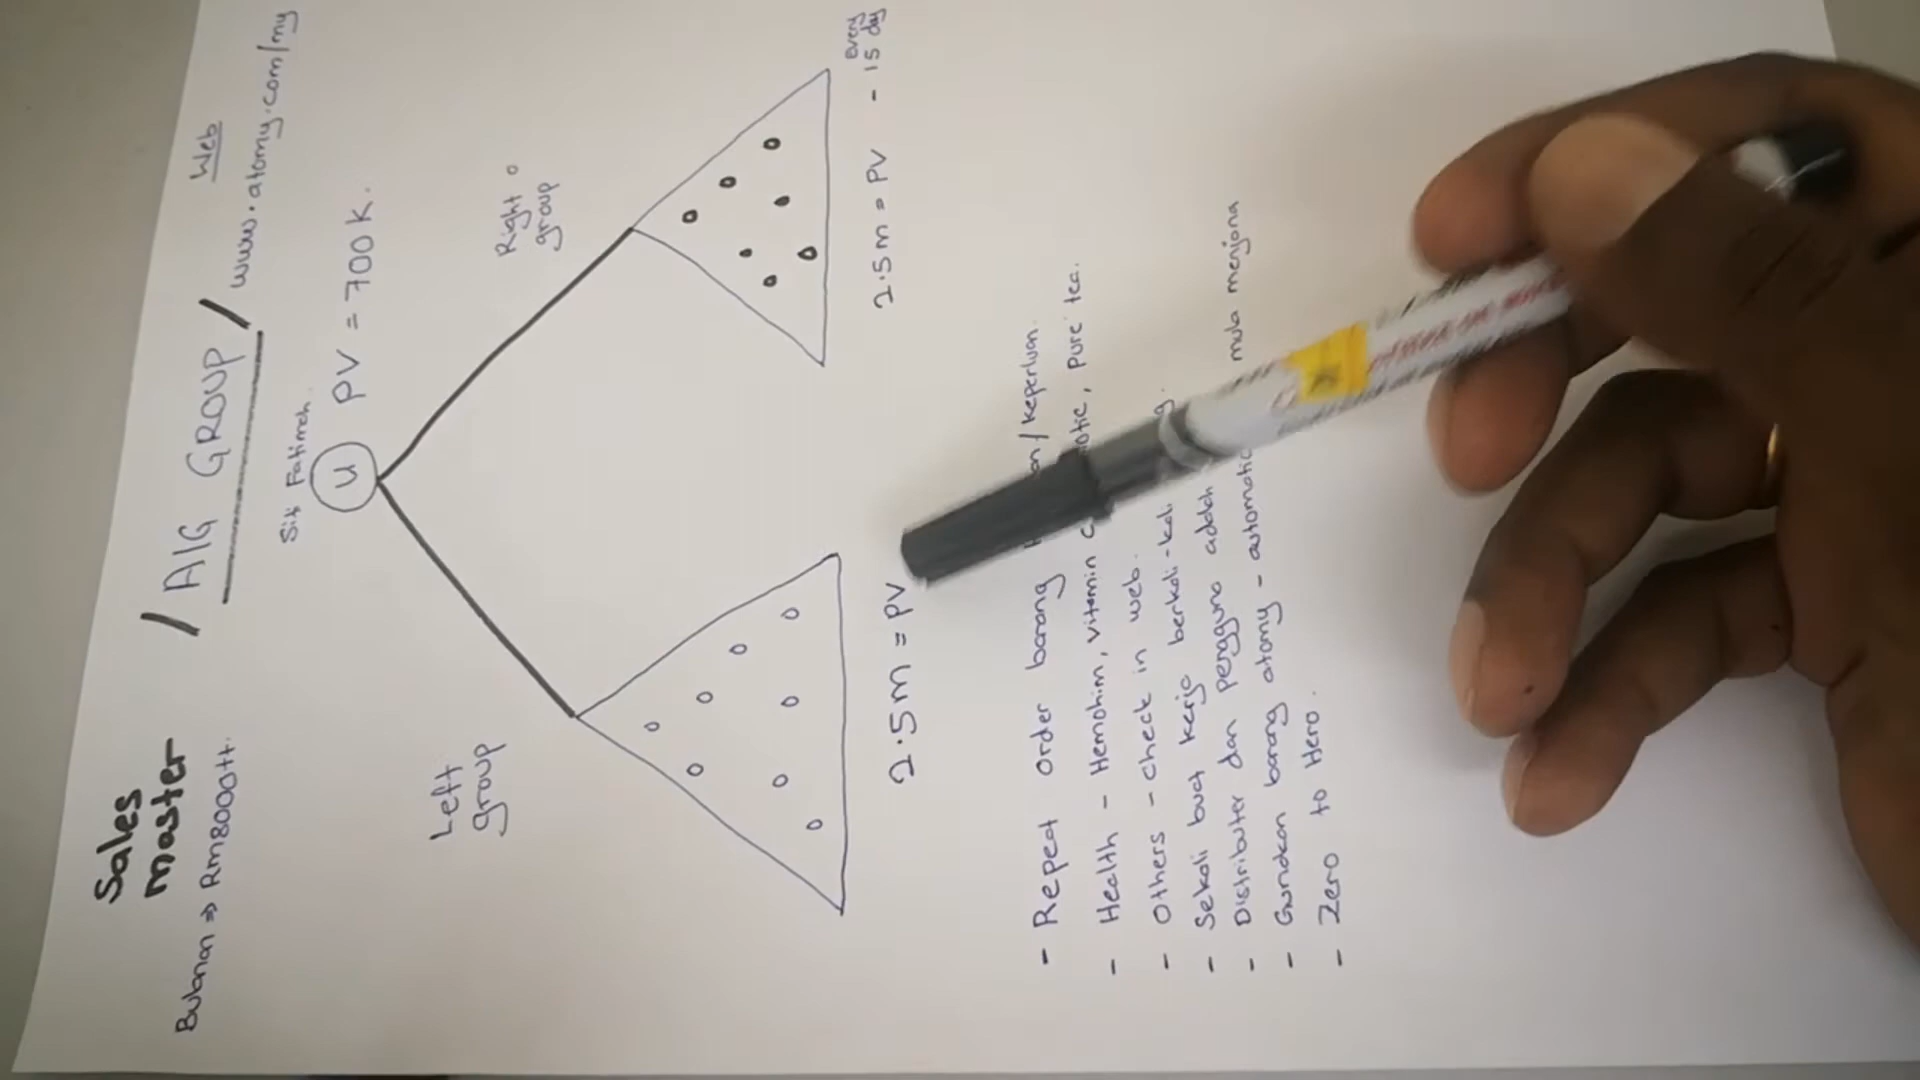 Sales master / AIG GROUP / Web
www.atomy.com/my
Bulanan ⇒ Rm8000++
Siti Fatimah
U PV = 700K.
Left group
Right group
2.5m = PV
2.5m = PV - every 15 day
- Repeat order barang /keperluan.
- Health - Hemohim, vitamin c, pure tea.
- Others - check in web.
- Sekali buat kerja berkali-kali
- Distributer dan pengguna adalah
- Gunakan barang atomy - automatic mula menjana
- Zero to Hero.